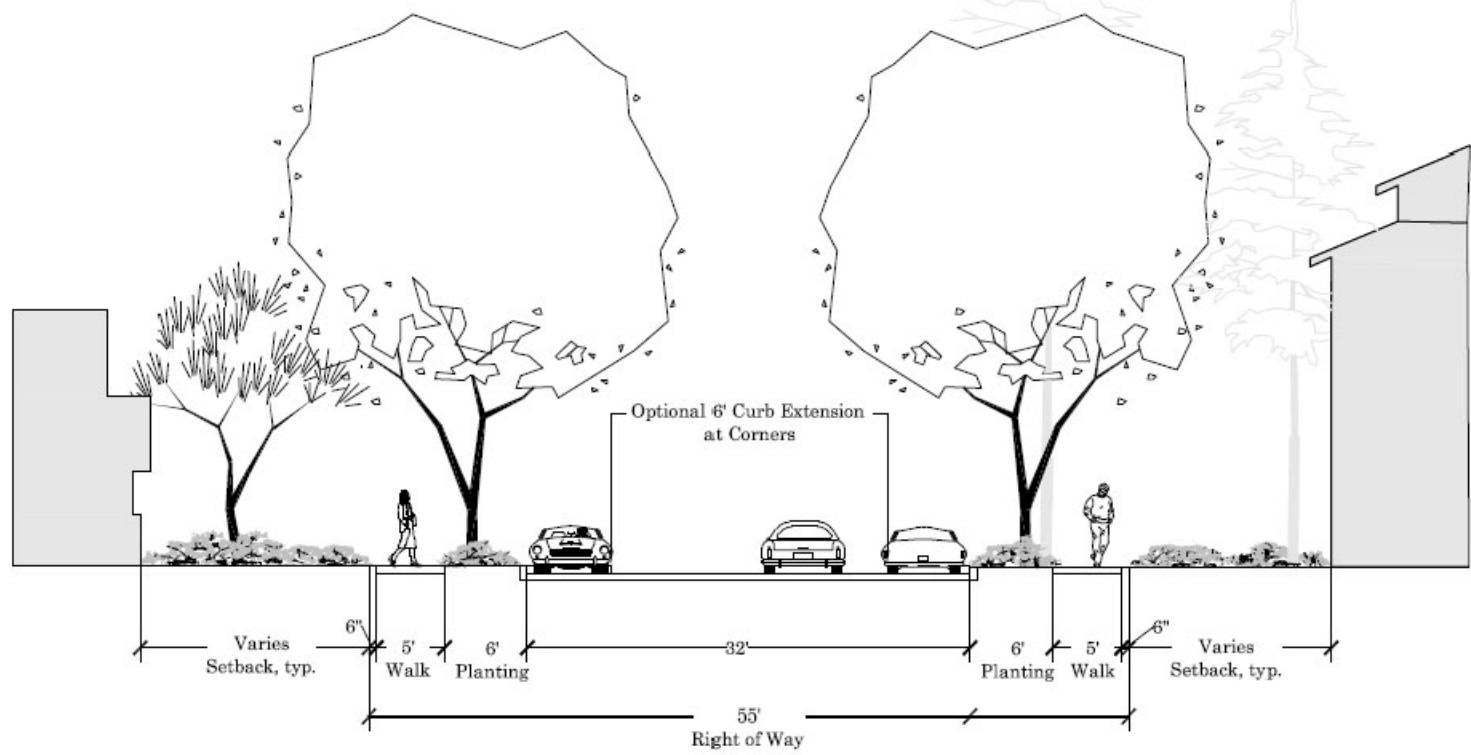 Optional 6' Curb Extension
at Corners
6"
Varies
Setback, typ.
5'
Walk
6'
Planting
32'
6'
Planting
5'
Walk
6"
Varies
Setback, typ.
55'
Right of Way